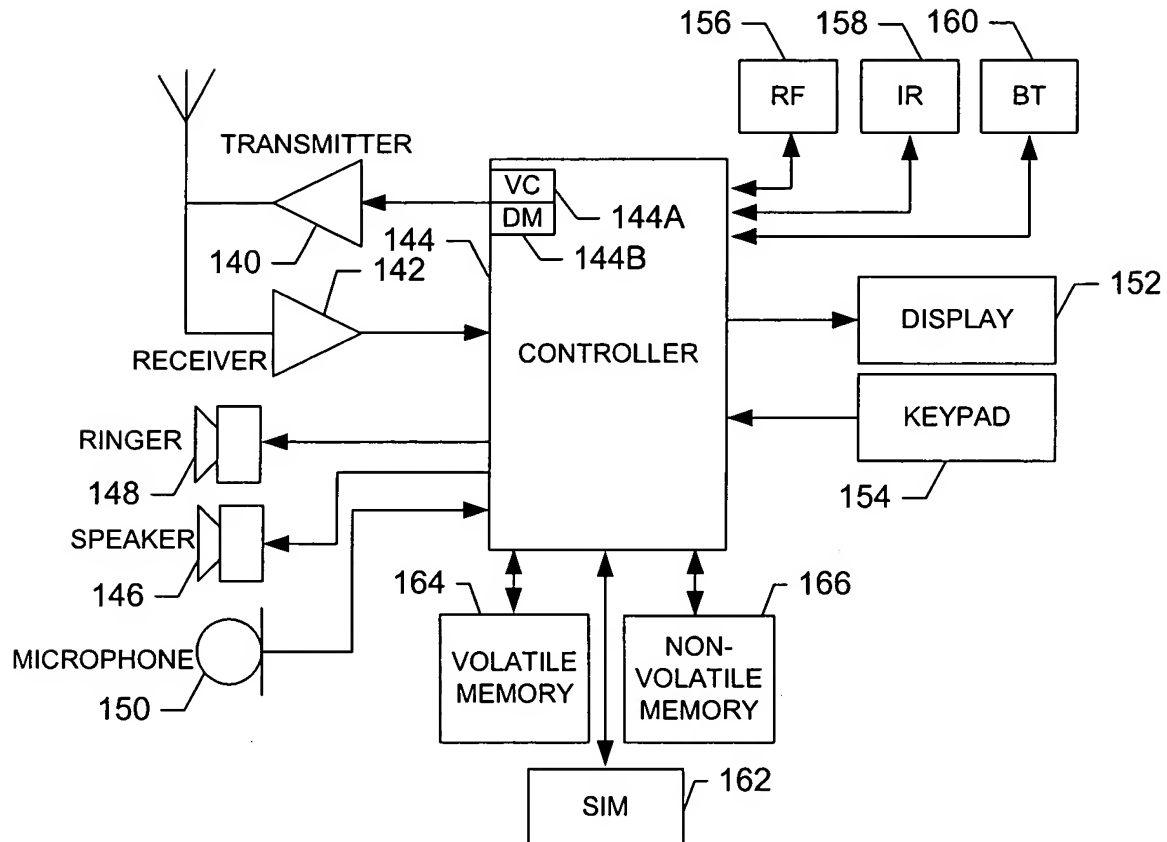 156
158
160
RF
IR
BT
TRANSMITTER
VC
DM
144A
144B
144
140
142
RECEIVER
CONTROLLER
DISPLAY
152
KEYPAD
154
RINGER
148
SPEAKER
146
MICROPHONE
150
164
VOLATILE
MEMORY
166
NON-
VOLATILE
MEMORY
SIM
162